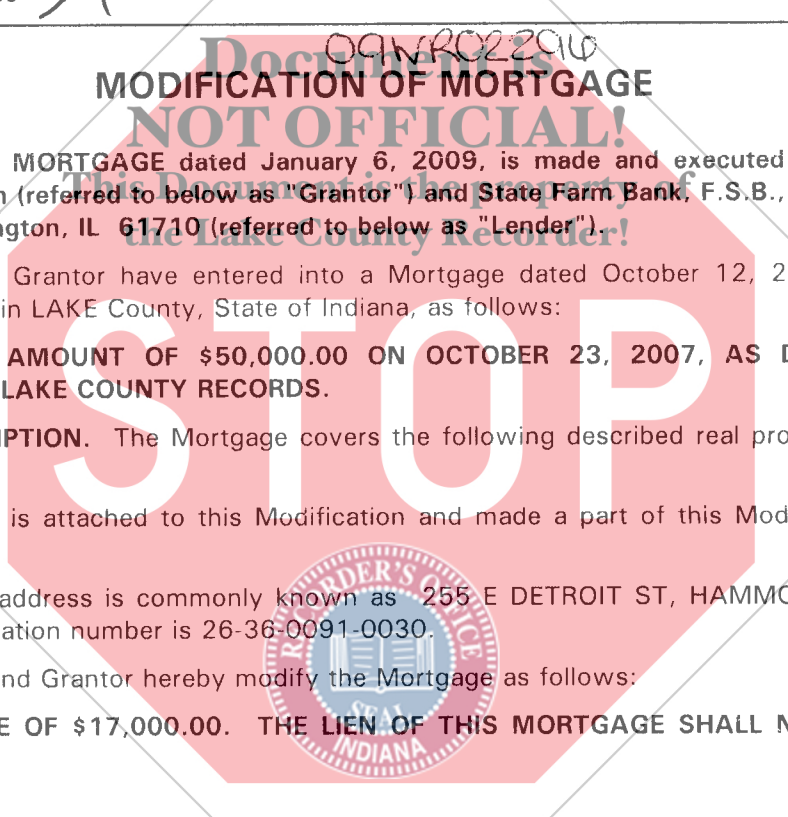 09NR02296
MODIFICATION OF MORTGAGE
Document is
NOT OFFICIAL!
This Document is the property of
the Lake County Recorder!
MORTGAGE dated January 6, 2009, is made and executed
(referred to below as "Grantor") and State Farm Bank, F.S.B.,
gton, IL 61710 (referred to below as "Lender").
Grantor have entered into a Mortgage dated October 12, 2
in LAKE County, State of Indiana, as follows:
AMOUNT OF $50,000.00 ON OCTOBER 23, 2007, AS D
LAKE COUNTY RECORDS.
STOP
IPTION. The Mortgage covers the following described real pro
is attached to this Modification and made a part of this Mod
address is commonly known as 255 E DETROIT ST, HAMMO
ation number is 26-36-0091-0030.
nd Grantor hereby modify the Mortgage as follows:
E OF $17,000.00. THE LIEN OF THIS MORTGAGE SHALL N
RECORDER'S OFFICE
SEAL
INDIANA